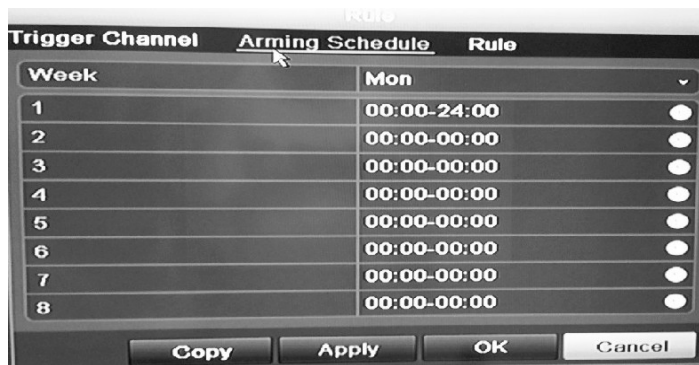 Rule
Trigger Channel Arming Schedule Rule
Week Mon
1 00:00-24:00
2 00:00-00:00
3 00:00-00:00
4 00:00-00:00
5 00:00-00:00
6 00:00-00:00
7 00:00-00:00
8 00:00-00:00
Copy Apply OK Cancel